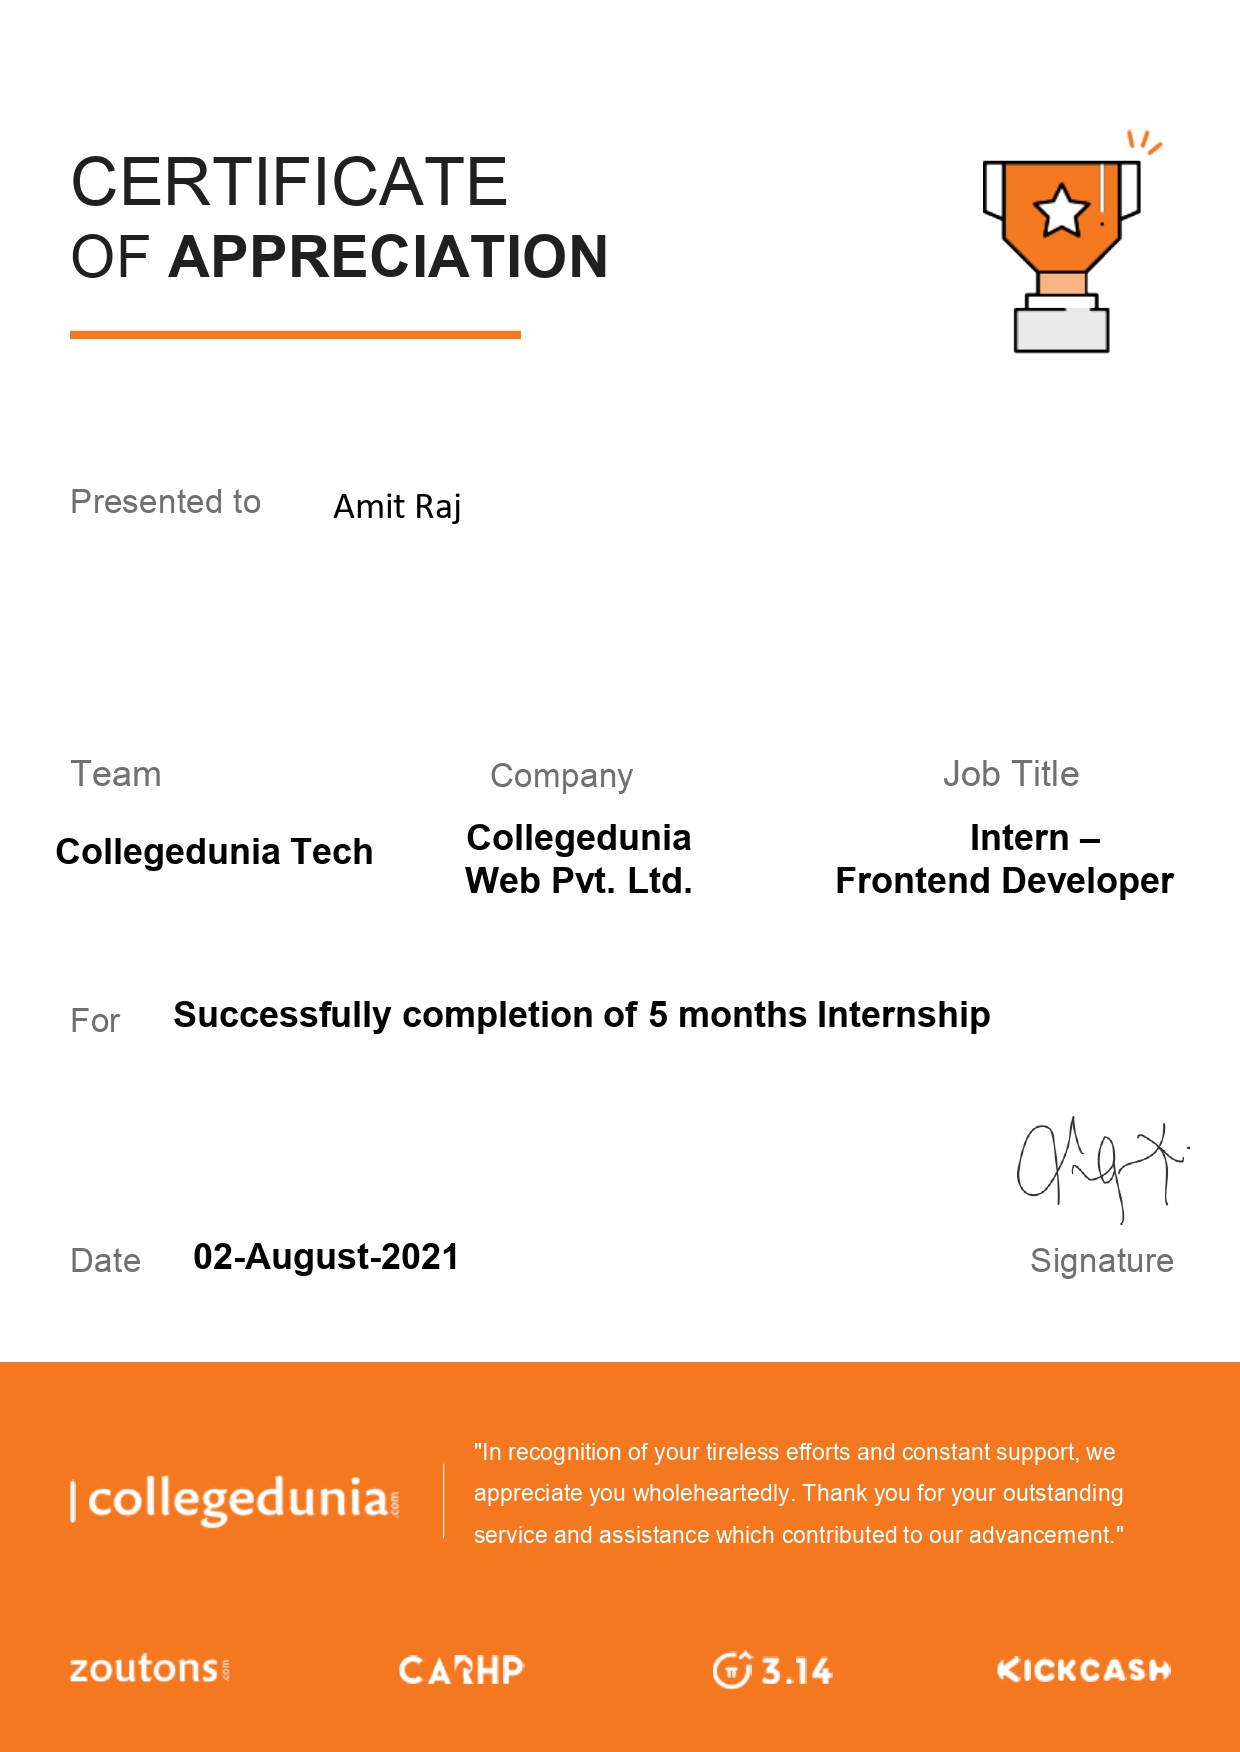 CERTIFICATE
OF APPRECIATION
Presented to Amit Raj
Team
Collegedunia Tech
Company
Collegedunia
Web Pvt. Ltd.
Job Title
Intern –
Frontend Developer
For Successfully completion of 5 months Internship
Date 02-August-2021
Signature
collegedunia.com
"In recognition of your tireless efforts and constant support, we
appreciate you wholeheartedly. Thank you for your outstanding
service and assistance which contributed to our advancement."
zoutons.com
CARHP
π 3.14
KICKCASH